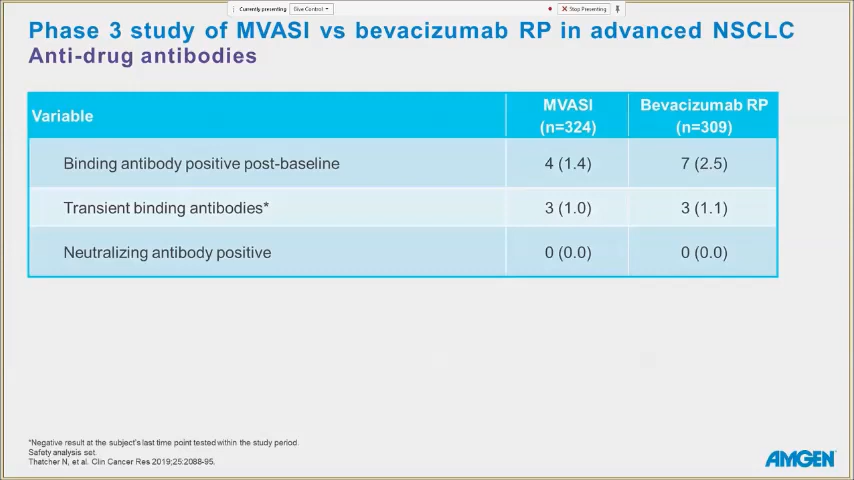 Currently presenting Give Control Stop Presenting
Phase 3 study of MVASI vs bevacizumab RP in advanced NSCLC
Anti-drug antibodies
Variable MVASI (n=324) Bevacizumab RP (n=309)
Binding antibody positive post-baseline 4 (1.4) 7 (2.5)
Transient binding antibodies* 3 (1.0) 3 (1.1)
Neutralizing antibody positive 0 (0.0) 0 (0.0)
*Negative result at the subject's last time point tested within the study period.
Safety analysis set.
Thatcher N, et al. Clin Cancer Res 2019;25:2088-95.
AMGEN